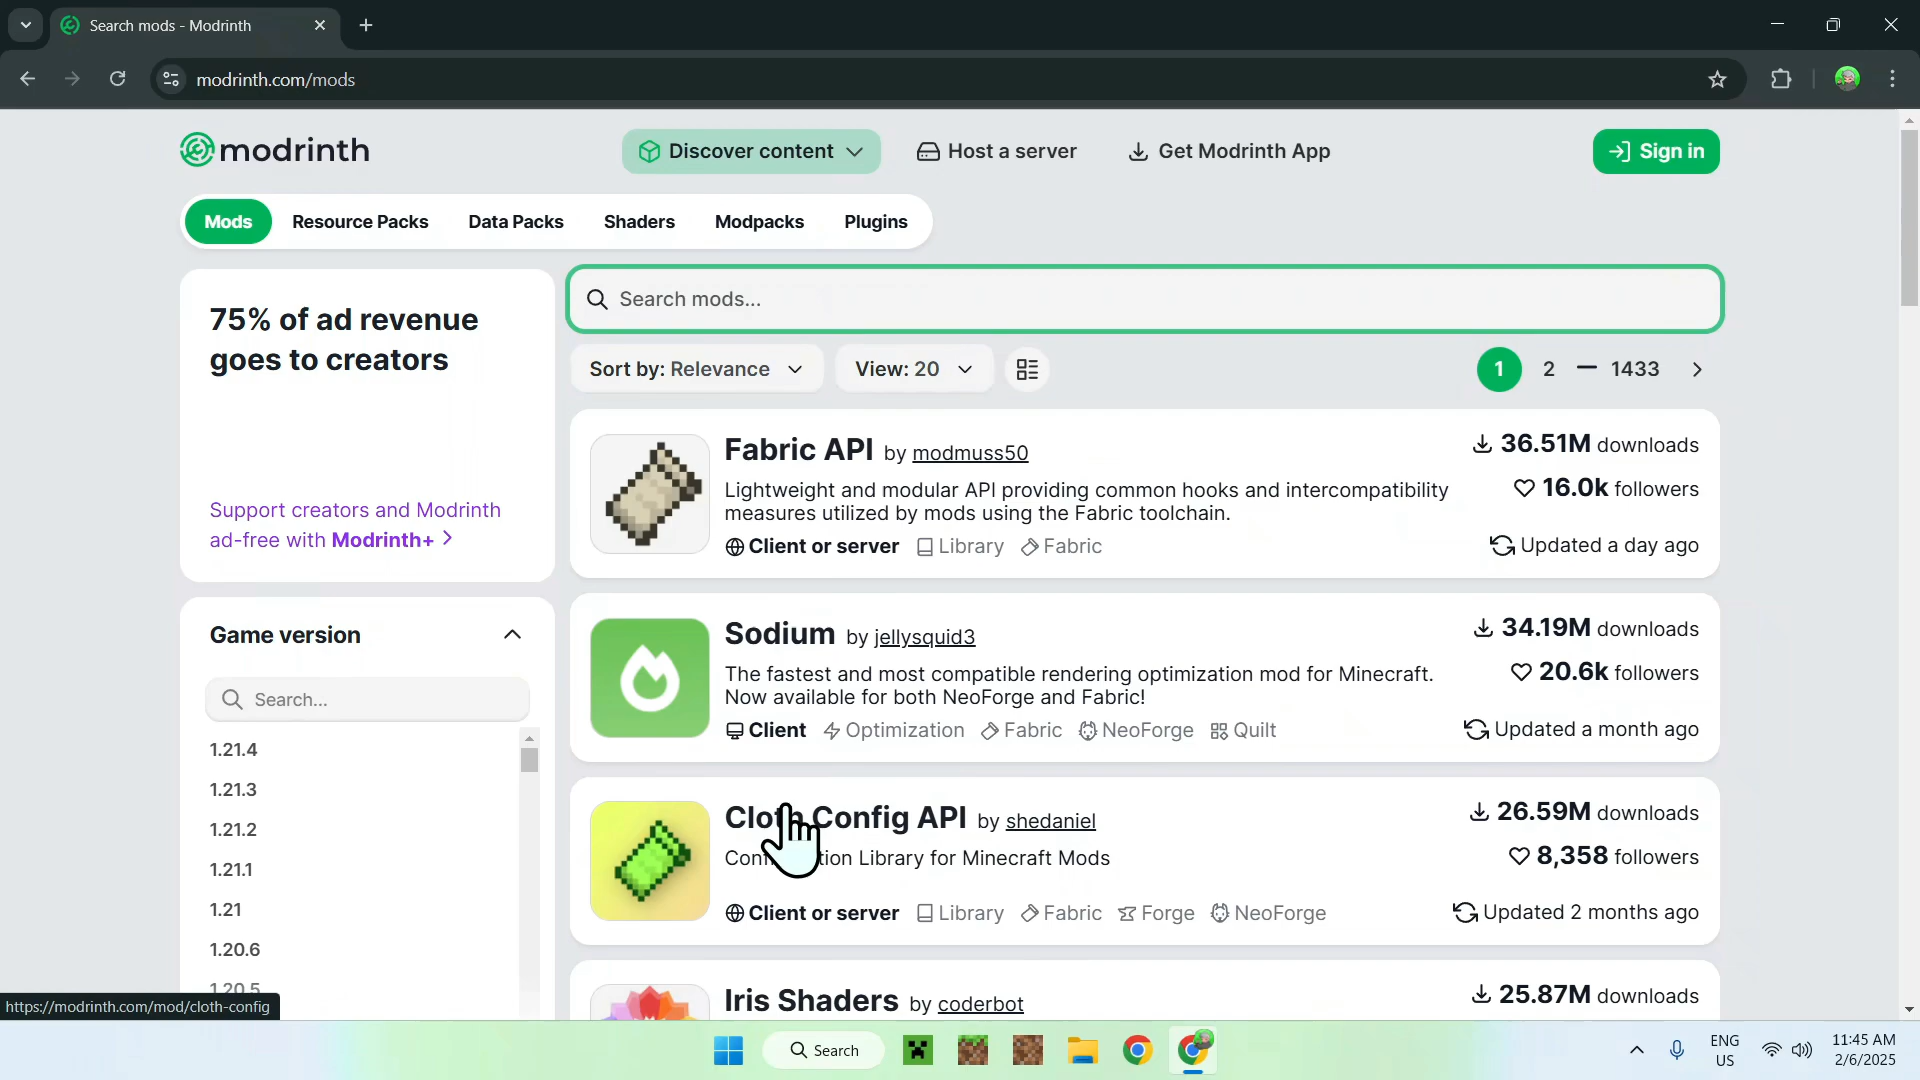 Search mods - Modrinth
modrinth.com/mods
modrinth
Discover content
Host a server
Get Modrinth App
Sign in
Mods
Resource Packs
Data Packs
Shaders
Modpacks
Plugins
75% of ad revenue
goes to creators
Support creators and Modrinth
ad-free with Modrinth+
Search mods...
Sort by: Relevance
View: 20
1
2
1433
Fabric API by modmuss50
Lightweight and modular API providing common hooks and intercompatibility
measures utilized by mods using the Fabric toolchain.
Client or server Library Fabric
36.51M downloads
16.0k followers
Updated a day ago
Game version
Search...
1.21.4
1.21.3
1.21.2
1.21.1
1.21
1.20.6
1.20.5
Sodium by jellysquid3
The fastest and most compatible rendering optimization mod for Minecraft.
Now available for both NeoForge and Fabric!
Client Optimization Fabric NeoForge Quilt
34.19M downloads
20.6k followers
Updated a month ago
Cloth Config API by shedaniel
Library for Minecraft Mods
Client or server Library Fabric Forge NeoForge
26.59M downloads
8,358 followers
Updated 2 months ago
Iris Shaders by coderbot
25.87M downloads
https://modrinth.com/mod/cloth-config
Search
ENG
US
11:45 AM
2/6/2025